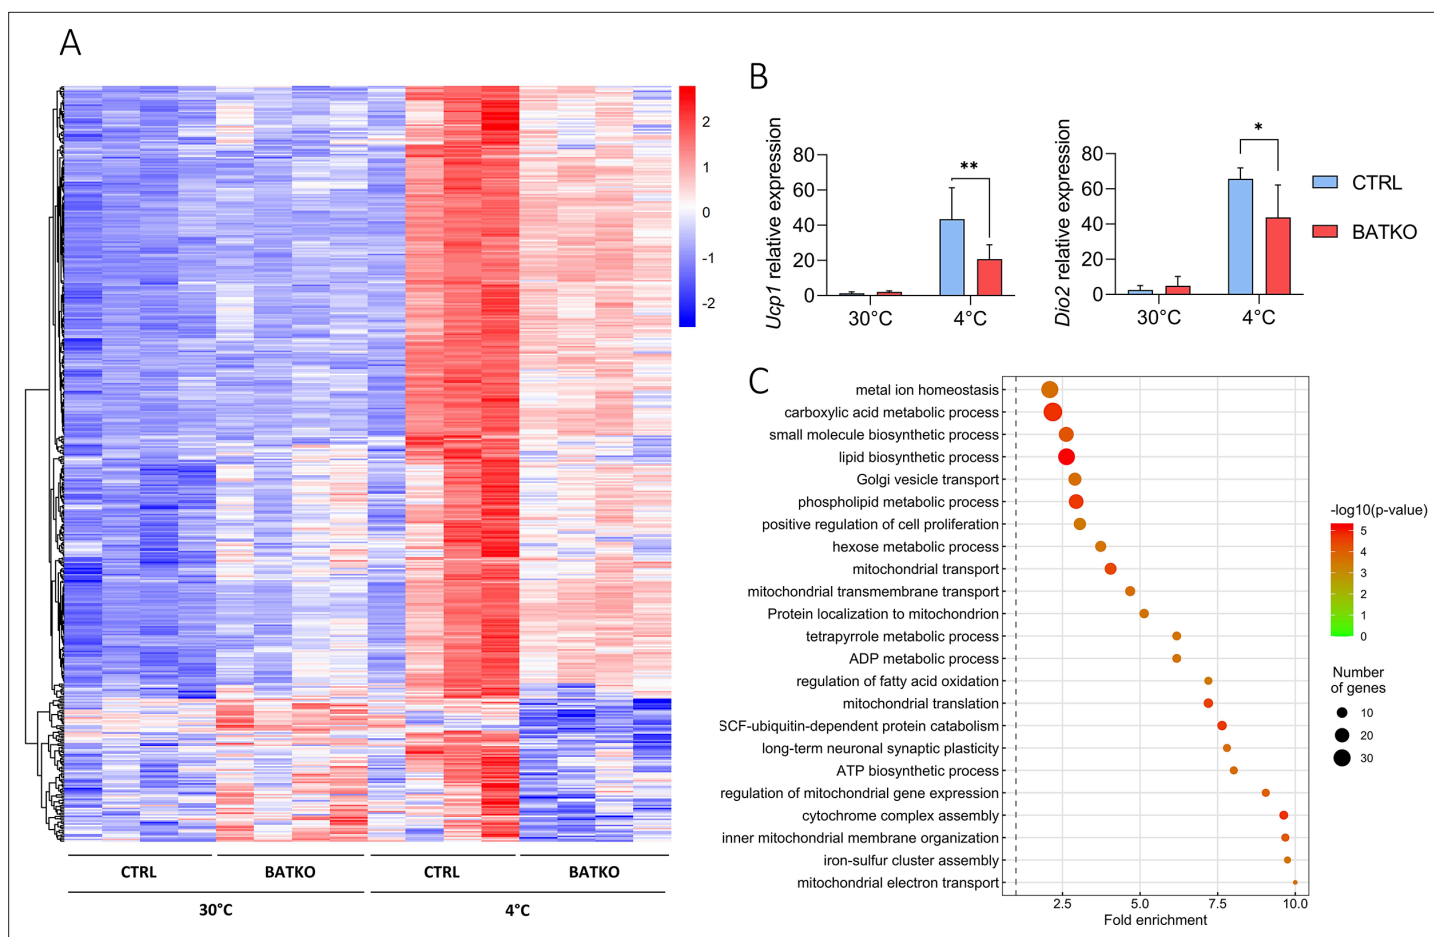 A
2
1
0
-1
-2
CTRL
BATKO
CTRL
BATKO
30°C
4°C
B
Ucp1 relative expression
80
60
40
20
0
**
30°C
4°C
Dio2 relative expression
80
60
40
20
0
*
30°C
4°C
CTRL
BATKO
C
metal ion homeostasis
carboxylic acid metabolic process
small molecule biosynthetic process
lipid biosynthetic process
Golgi vesicle transport
phospholipid metabolic process
positive regulation of cell proliferation
hexose metabolic process
mitochondrial transport
mitochondrial transmembrane transport
Protein localization to mitochondrion
tetrapyrrole metabolic process
ADP metabolic process
regulation of fatty acid oxidation
mitochondrial translation
SCF-ubiquitin-dependent protein catabolism
long-term neuronal synaptic plasticity
ATP biosynthetic process
regulation of mitochondrial gene expression
cytochrome complex assembly
inner mitochondrial membrane organization
iron-sulfur cluster assembly
mitochondrial electron transport
2.5
5.0
7.5
10.0
Fold enrichment
-log10(p-value)
5
4
3
2
1
0
Number
of genes
10
20
30